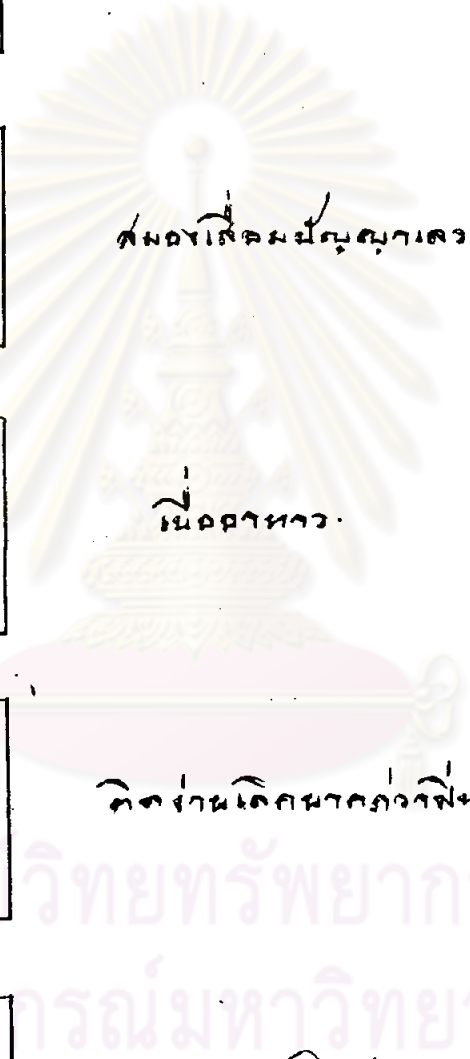 สมองเสื่อมปัญญาเลว
เบื่ออาหาร.
ติดง่ายเลิกยากกว่าฝิ่น
วิทยทรัพยากร
กรณ์มหาวิทยา